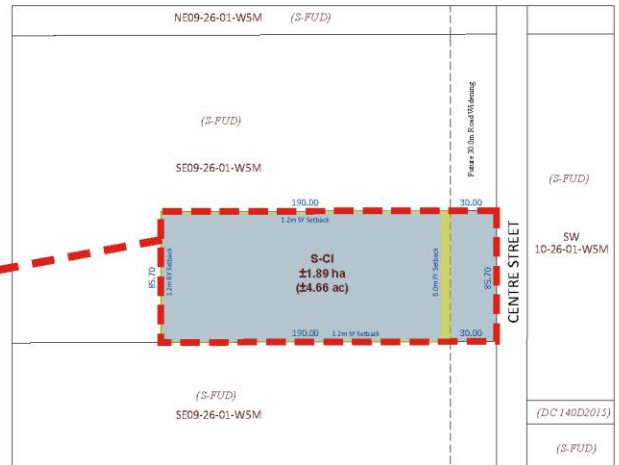 NE09-26-01-W5M (S-FUD)
(S-FUD)
SE09-26-01-W5M
Future 30.0m Road Widening
(S-FUD)
SW
10-26-01-W5M
190.00
30.00
1.2m SY Setback
85.70
1.2m RY Setback
S-CI
±1.89 ha
(±4.66 ac)
6.0m FY Setback
85.70
CENTRE STREET
190.00
1.2m SY Setback
30.00
(S-FUD)
SE09-26-01-W5M
(DC 140D2015)
(S-FUD)